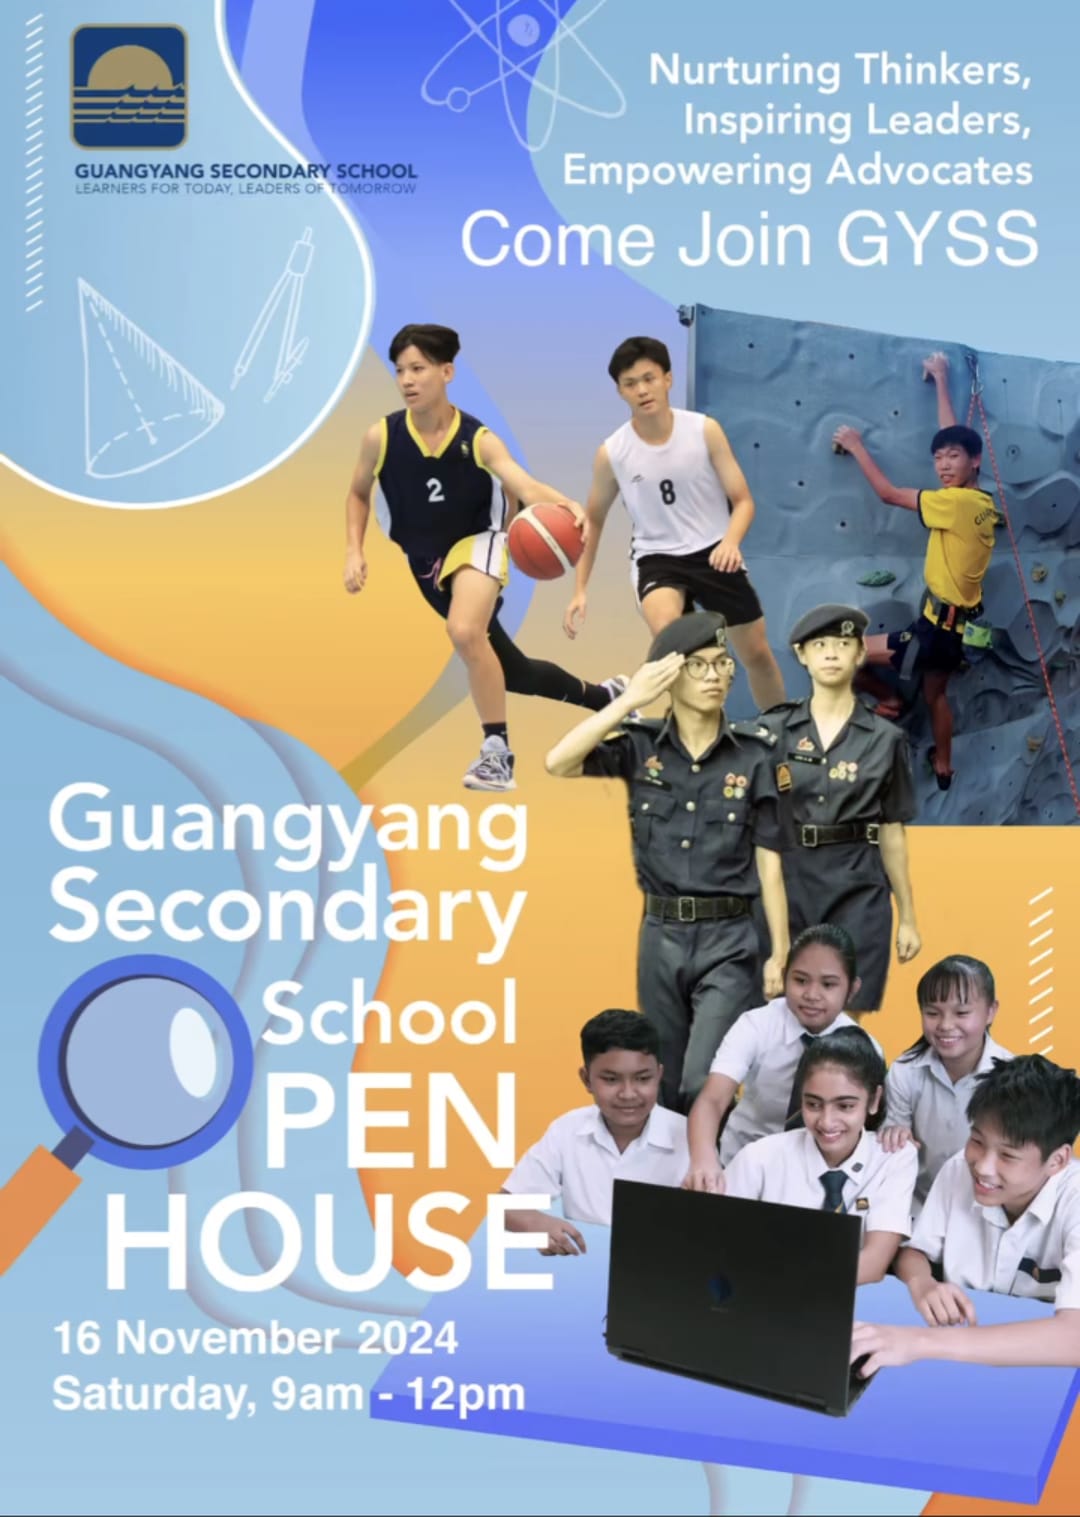 GUANGYANG SECONDARY SCHOOL
LEARNERS FOR TODAY, LEADERS OF TOMORROW
Nurturing Thinkers,
Inspiring Leaders,
Empowering Advocates
Come Join GYSS
2
8
Guangyang
Secondary
School
PEN
HOUSE
16 November 2024
Saturday, 9am - 12pm